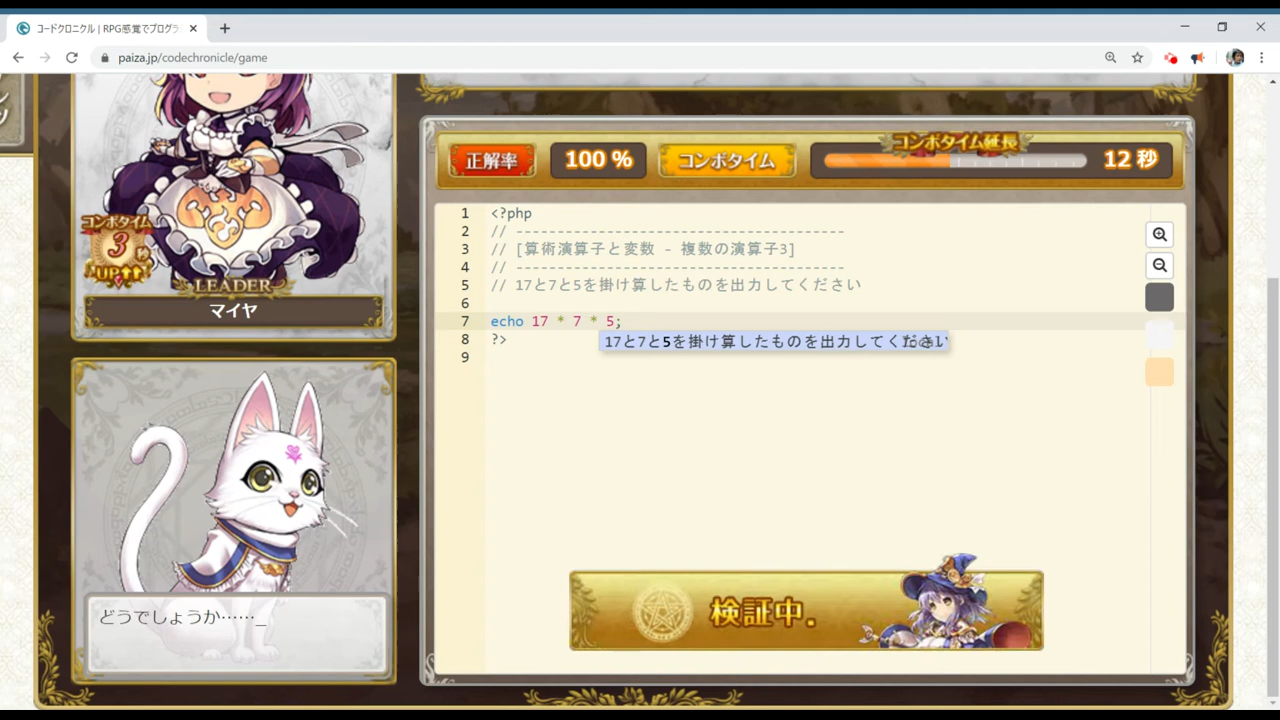 コードクロニクル | RPG感覚でプログラ
paiza.jp/codechronicle/game
コンボタイム
3
秒
UP
LEADER
マイヤ
どうでしょうか……_
コンボタイム延長
正解率
100 %
コンボタイム
12 秒
1 <?php
2 // ----------------------------------------
3 // [算術演算子と変数 - 複数の演算子3]
4 // ----------------------------------------
5 // 17と7と5を掛け算したものを出力してください
6
7 echo 17 * 7 * 5;
8 ?>
9
17と7と5を掛け算したものを出力してください
検証中.